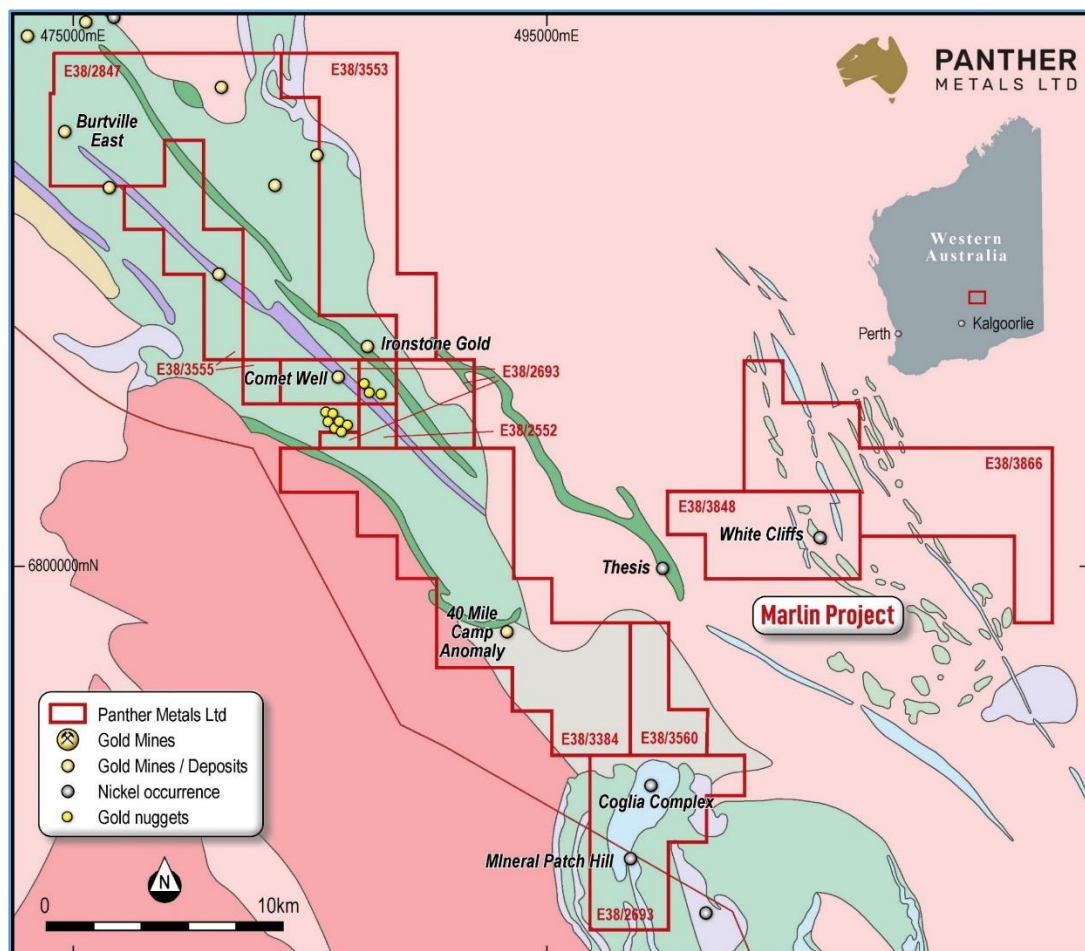 475000mE
495000mE
PANTHER
METALS LTD
E38/2847
E38/3553
Burtville
East
Western
Australia
Perth
Kalgoorlie
Ironstone Gold
E38/3555
Comet Well
E38/2693
E38/2552
E38/3866
E38/3848
White Cliffs
6800000mN
Thesis
Marlin Project
40 Mile
Camp
Anomaly
Panther Metals Ltd
Gold Mines
Gold Mines / Deposits
Nickel occurrence
Gold nuggets
E38/3384
E38/3560
Coglia Complex
MIneral Patch Hill
N
0
10km
E38/2693